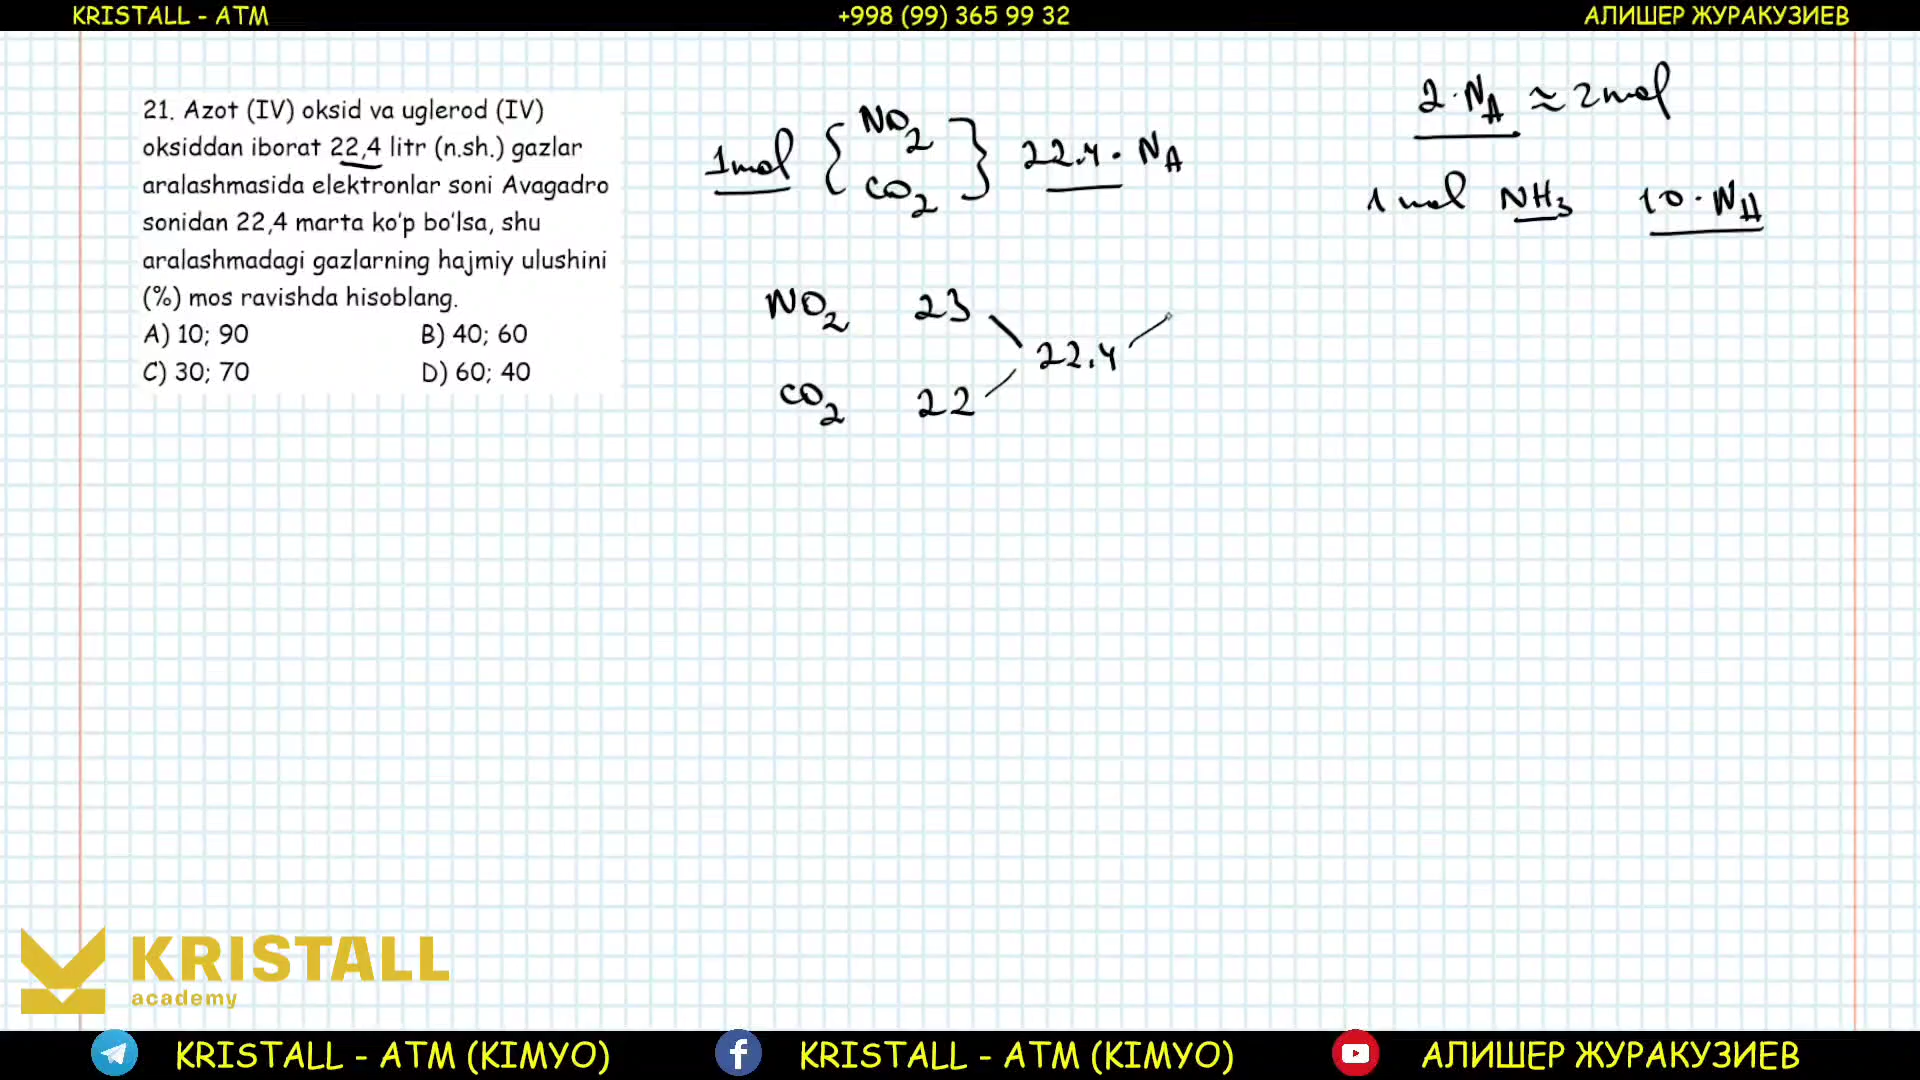 KRISTALL - ATM
+998 (99) 365 99 32
АЛИШЕР ЖУРАКУЗИЕВ
21. Azot (IV) oksid va uglerod (IV)
oksiddan iborat 22,4 litr (n.sh.) gazlar
aralashmasida elektronlar soni Avagadro
sonidan 22,4 marta ko'p bo'lsa, shu
aralashmadagi gazlarning hajmiy ulushini
(%) mos ravishda hisoblang.
A) 10; 90 B) 40; 60
C) 30; 70 D) 60; 40
1mol { NO2 CO2 } 22.4 · NA
2 · NA ≈ 2 mol
1 mol NH3 10 · NA
NO2 23
22.4
CO2 22
KRISTALL
academy
KRISTALL - ATM (KIMYO)
KRISTALL - ATM (KIMYO)
АЛИШЕР ЖУРАКУЗИЕВ